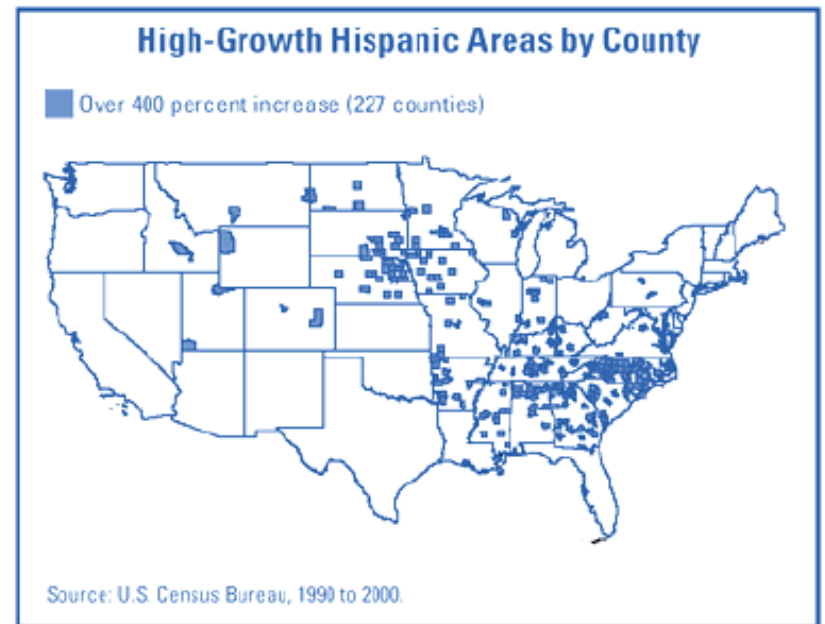 High-Growth Hispanic Areas by County
Over 400 percent increase (227 counties)
Source: U.S. Census Bureau, 1990 to 2000.